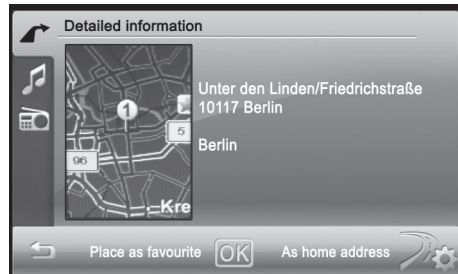 Detailed information
Unter den Linden/Friedrichstraße
10117 Berlin
Berlin
1
5
96
Kre
Place as favourite OK As home address